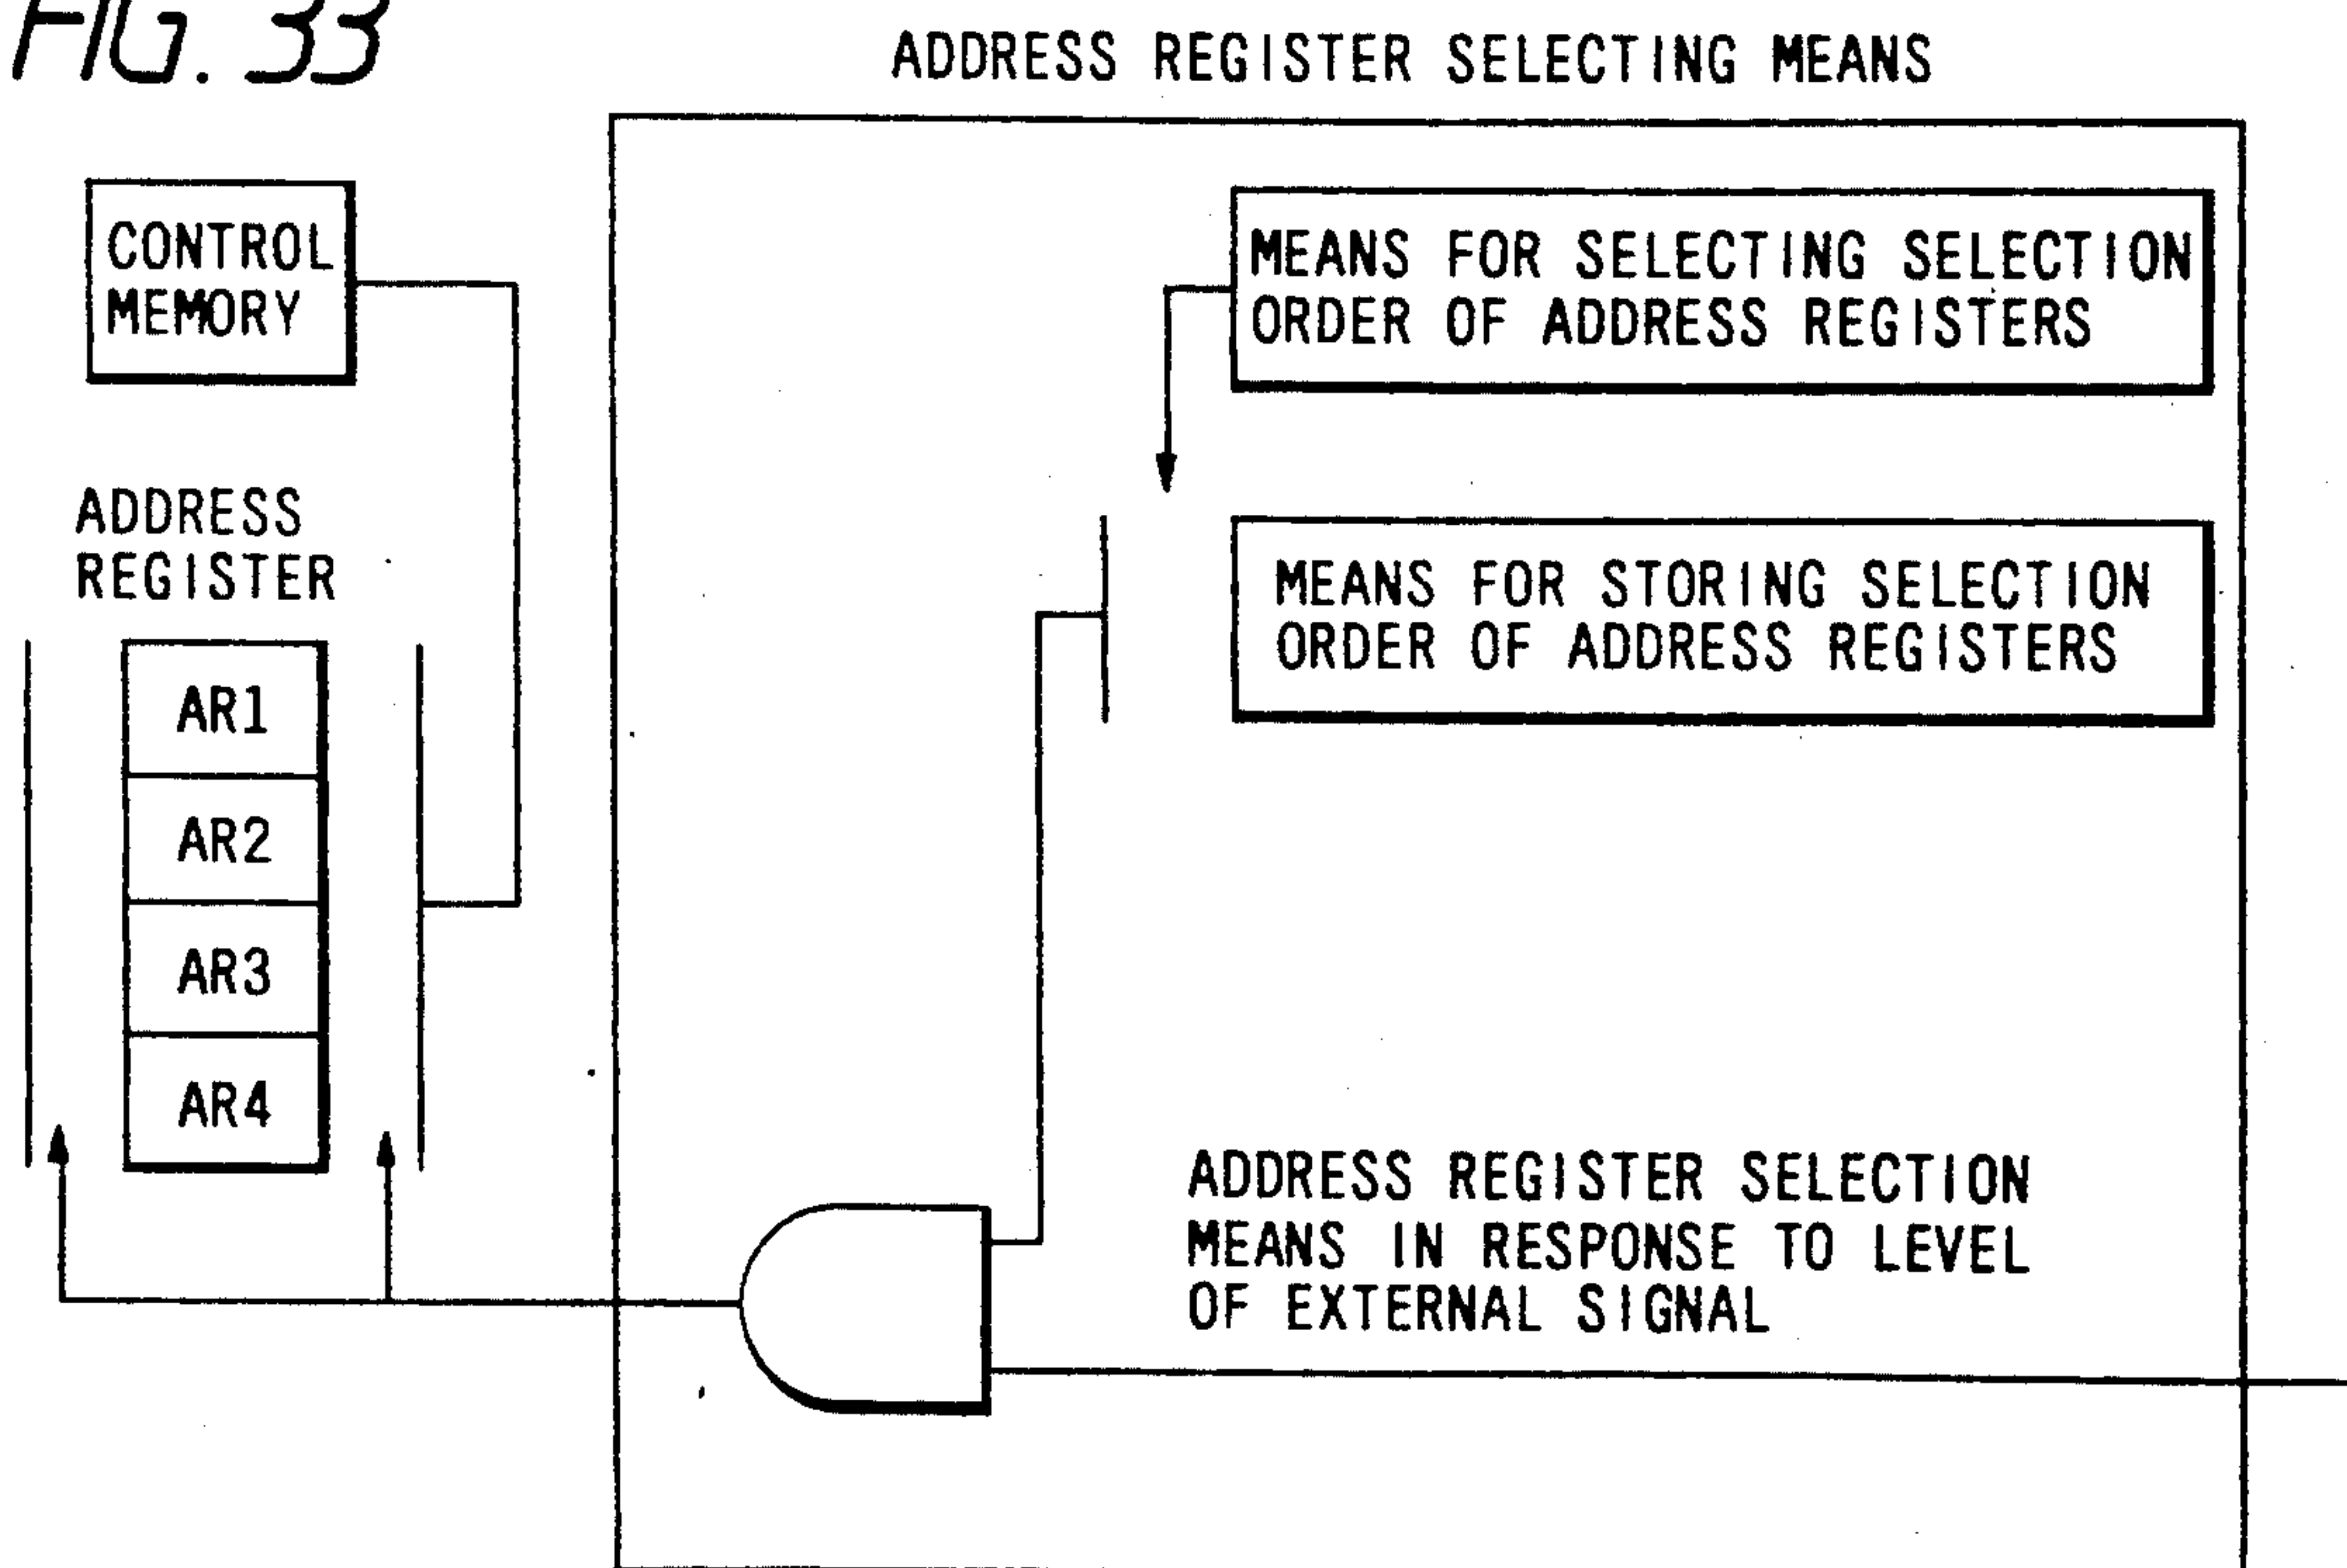 FIG. 33
ADDRESS REGISTER SELECTING MEANS
CONTROL
MEMORY
MEANS FOR SELECTING SELECTION
ORDER OF ADDRESS REGISTERS
ADDRESS
REGISTER
MEANS FOR STORING SELECTION
ORDER OF ADDRESS REGISTERS
AR1
AR2
AR3
AR4
ADDRESS REGISTER SELECTION
MEANS IN RESPONSE TO LEVEL
OF EXTERNAL SIGNAL